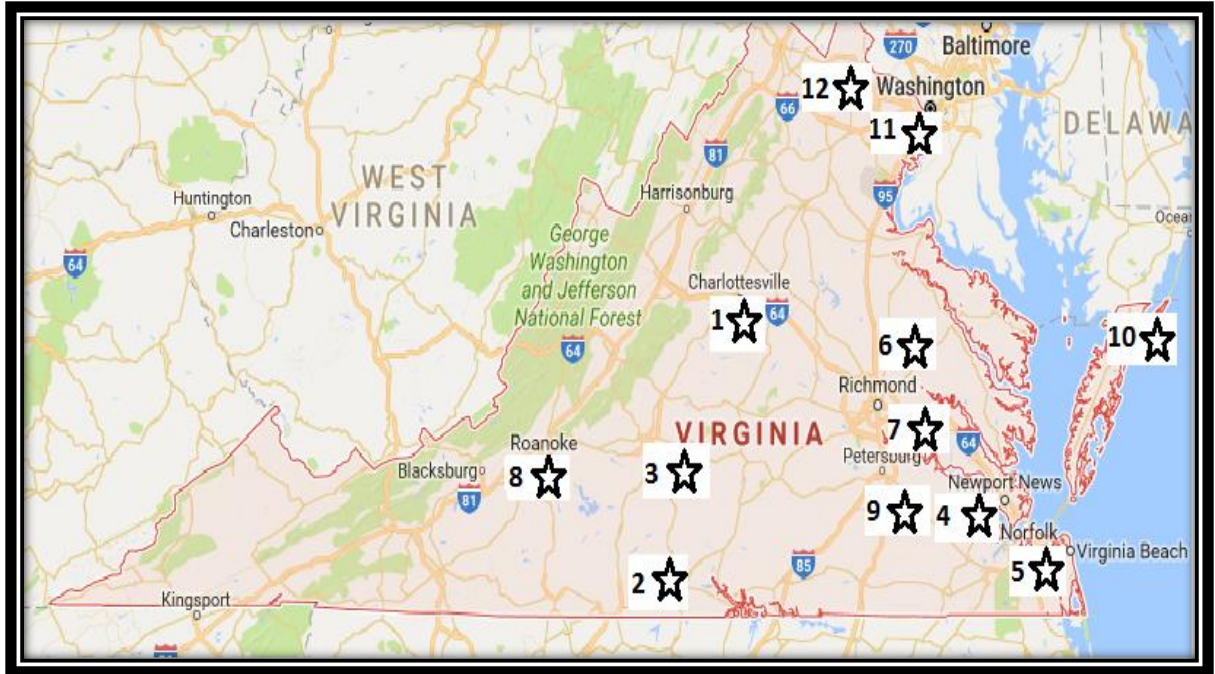 270
Baltimore
12
Washington
66
11
DELAWA
81
WEST
VIRGINIA
Harrisonburg
95
Huntington
Charleston
Ocean
64
George
Washington
and Jefferson
National Forest
Charlottesville
1
64
10
6
64
Richmond
VIRGINIA
7
64
Roanoke
Petersburg
Blacksburg
8
3
81
Newport News
9
4
Norfolk
Virginia Beach
85
5
2
Kingsport